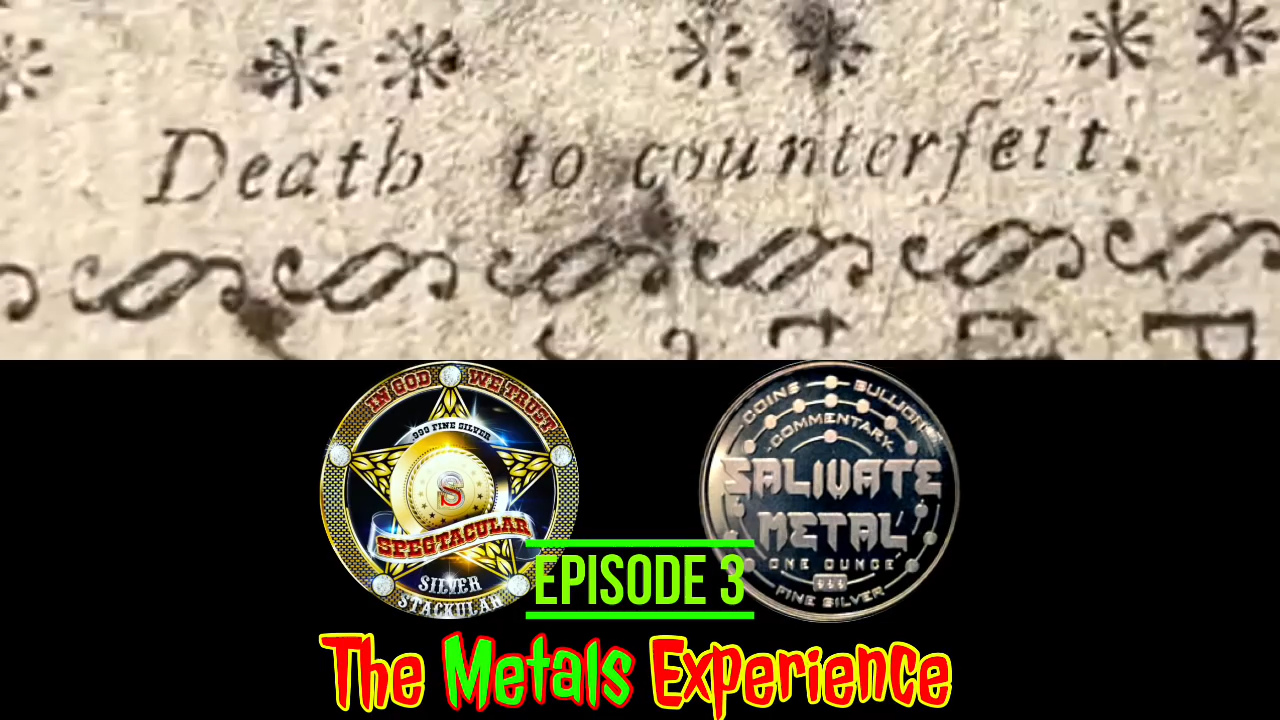 Death to counterfeit.
IN GOD WE TRUST
.999 FINE SILVER
S
SPEGTACULAR
SILVER
STACKULAR
COINS BULLION
COMMENTARY
SALIVATE
METAL
ONE OUNCE
.999
FINE SILVER
EPISODE 3
The Metals Experience